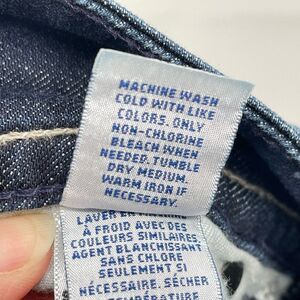 MACHINE WASH
COLD WITH LIKE
COLORS. ONLY
NON-CHLORINE
BLEACH WHEN
NEEDED. TUMBLE
DRY MEDIUM.
WARM IRON IF
NECESSARY.
LAVER EN MACHINE
À FROID AVEC DES
COULEURS SIMILAIRES.
AGENT BLANCHISSANT
SANS CHLORE
SEULEMENT SI
NÉCESSAIRE. SÉCHER
TEMPÉRATURE